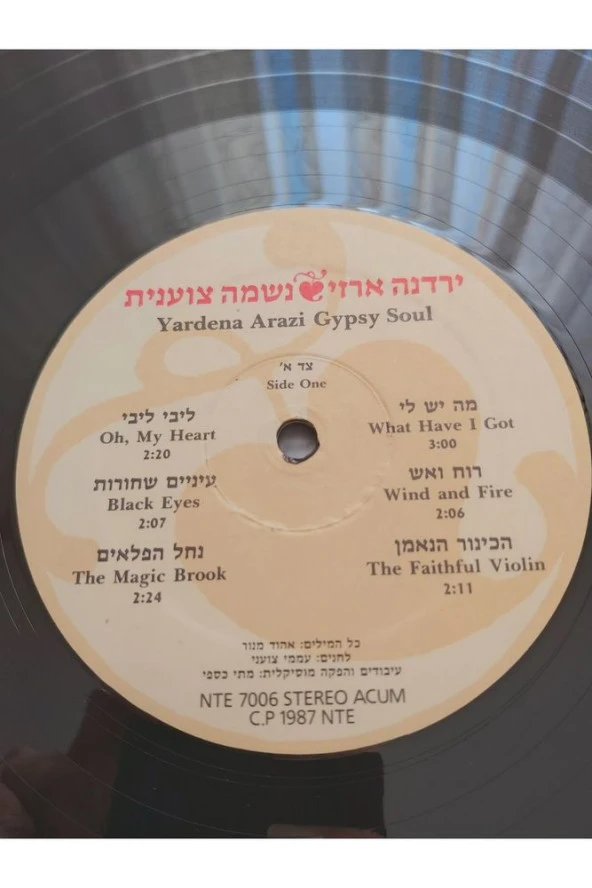 ירדנה ארזי נשמה צוענית
Yardena Arazi Gypsy Soul
צד א'
Side One
מה יש לי
What Have I Got
3:00
רוח ואש
Wind and Fire
2:06
הכינור הנאמן
The Faithful Violin
2:11
ליבי ליבי
Oh, My Heart
2:20
עיניים שחורות
Black Eyes
2:07
נחל הפלאים
The Magic Brook
2:24
כל המילים: אהוד מנור
לחנים: עממי צועני
עיבודים והפקה מוסיקלית: מתי כספי
NTE 7006 STEREO ACUM
C.P 1987 NTE